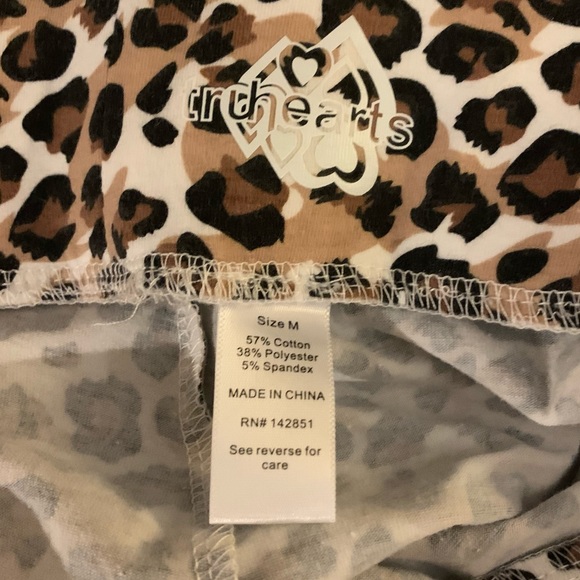 truhearts
Size M
57% Cotton
38% Polyester
5% Spandex
MADE IN CHINA
RN# 142851
See reverse for
care